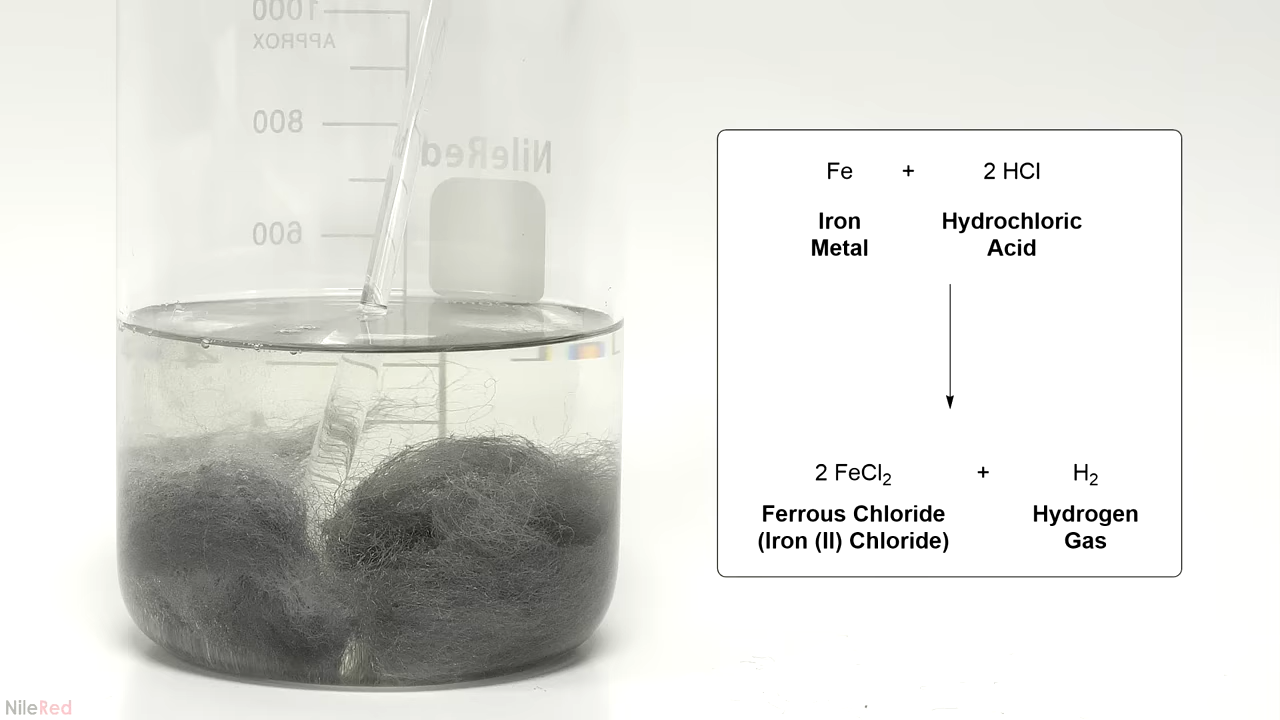 1000
APPROX
800
NileRed
600
Fe + 2 HCl
Iron Metal
Hydrochloric Acid
2 FeCl₂ + H₂
Ferrous Chloride
(Iron (II) Chloride)
Hydrogen Gas
NileRed